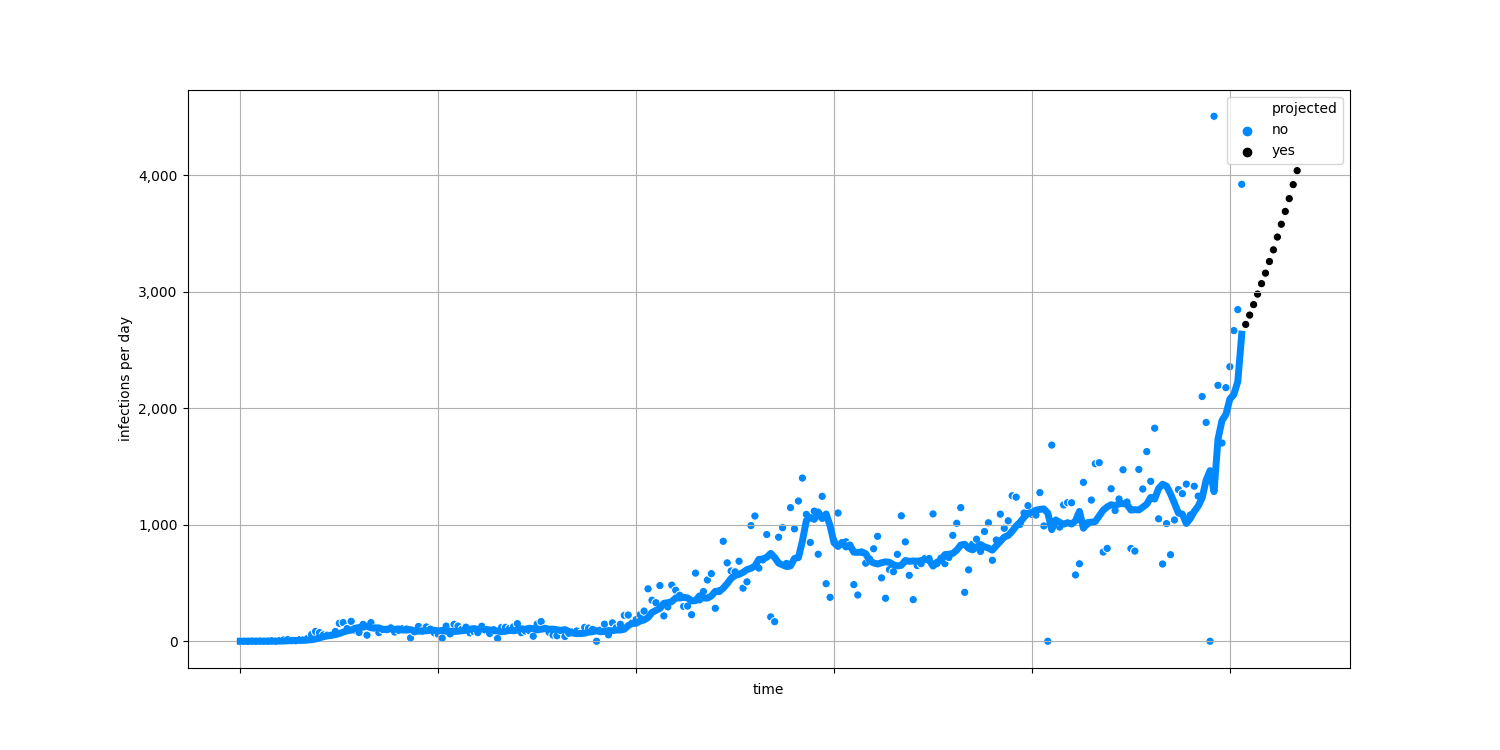 projected
no
yes
4,000
3,000
2,000
1,000
0
infections per day
time